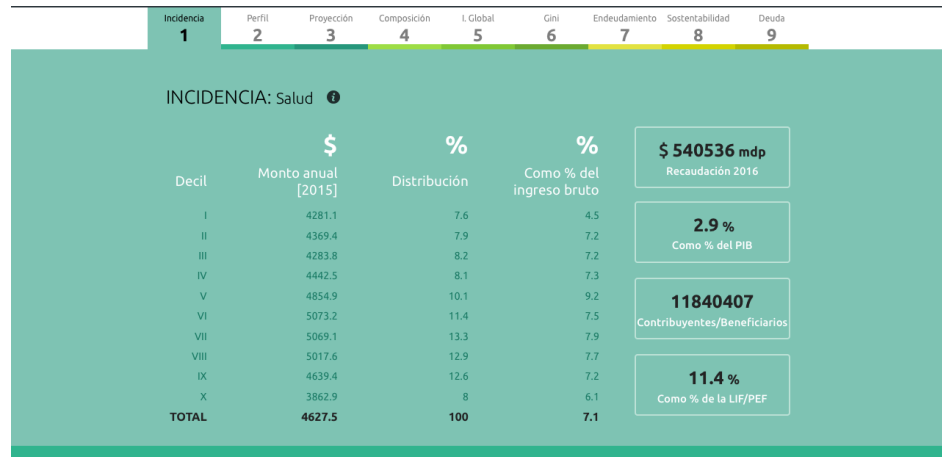 Incidencia Perfil Proyección Composición I. Global Gini Endeudamiento Sostentabilidad Deuda
1 2 3 4 5 6 7 8 9
INCIDENCIA: Salud i
$ % %
Decil Monto anual [2015] Distribución Como % del ingreso bruto
I 4281.1 7.6 4.5
II 4369.4 7.9 7.2
III 4283.8 8.2 7.2
IV 4442.5 8.1 7.3
V 4854.9 10.1 9.2
VI 5073.2 11.4 7.5
VII 5069.1 13.3 7.9
VIII 5017.6 12.9 7.7
IX 4639.4 12.6 7.2
X 3862.9 8 6.1
TOTAL 4627.5 100 7.1
$ 540536 mdp
Recaudación 2016
2.9 %
Como % del PIB
11840407
Contribuyentes/Beneficiarios
11.4 %
Como % de la LIF/PEF